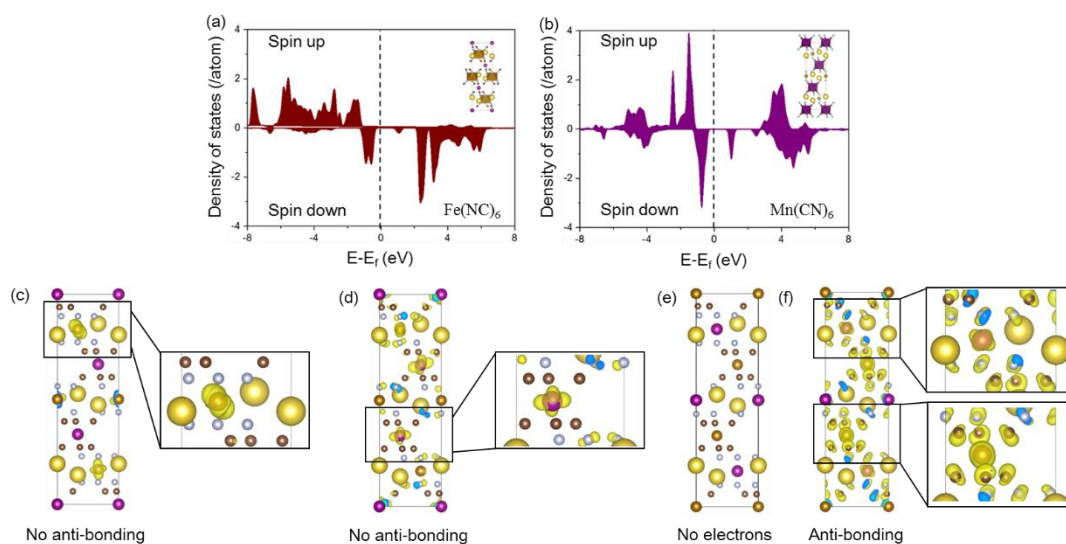 (a)
Spin up
Spin down
Fe(NC)₆
Density of states (/atom)
4
2
0
-2
-4
-8
-4
0
4
8
E-E_f (eV)
(b)
Spin up
Spin down
Mn(CN)₆
Density of states (/atom)
4
2
0
-2
-4
-8
-4
0
4
8
E-E_f (eV)
(c)
No anti-bonding
(d)
No anti-bonding
(e)
No electrons
(f)
Anti-bonding